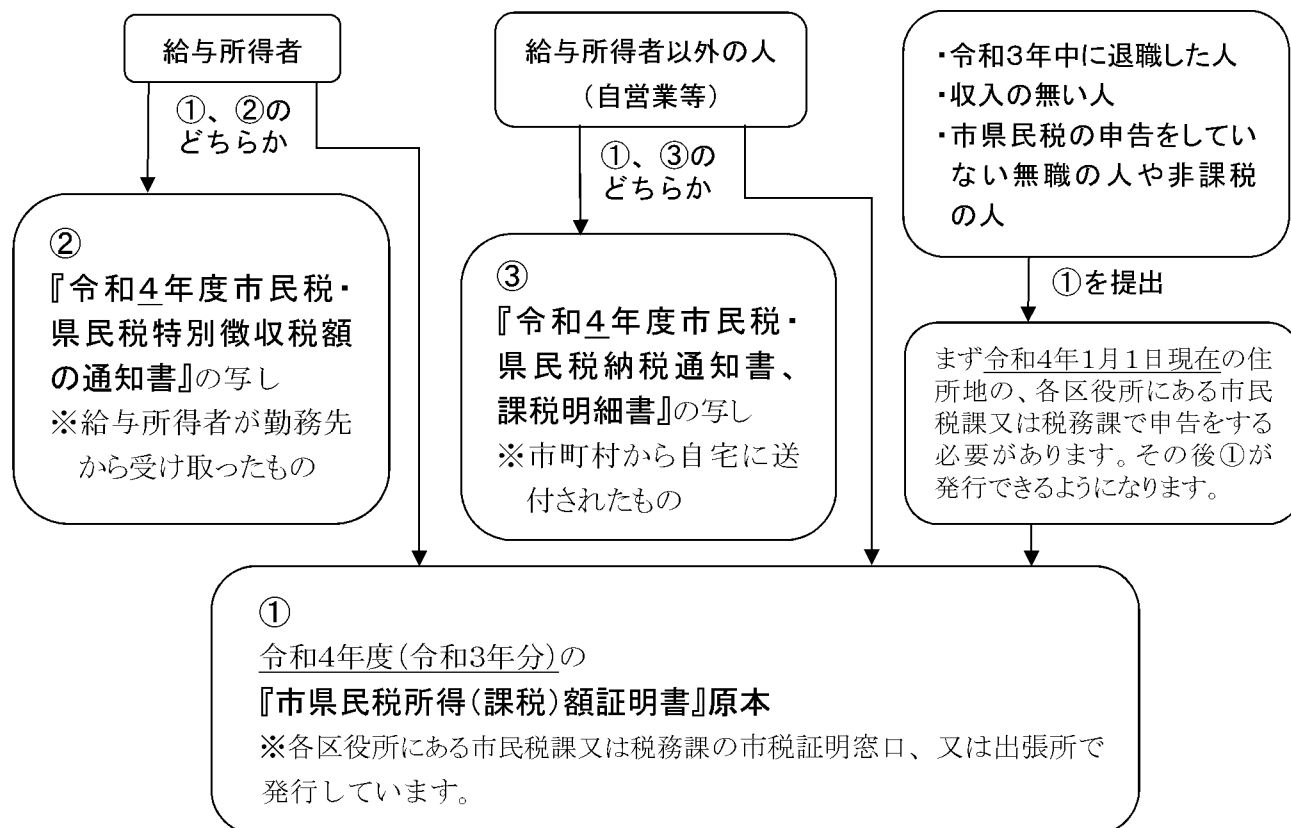 給与所得者
①、②の
どちらか
②
『令和4年度市民税・
県民税特別徴収税額
の通知書』の写し
※給与所得者が勤務先
から受け取ったもの
給与所得者以外の人
(自営業等)
①、③の
どちらか
③
『令和4年度市民税・
県民税納税通知書、
課税明細書』の写し
※市町村から自宅に送
付されたもの
・令和3年中に退職した人
・収入の無い人
・市県民税の申告をしてい
ない無職の人や非課税
の人
①を提出
まず令和4年1月1日現在の住
所地の、各区役所にある市民
税課又は税務課で申告をする
必要があります。その後①が
発行できるようになります。
①
令和4年度(令和3年分)の
『市県民税所得(課税)額証明書』原本
※各区役所にある市民税課又は税務課の市税証明窓口、又は出張所で
発行しています。